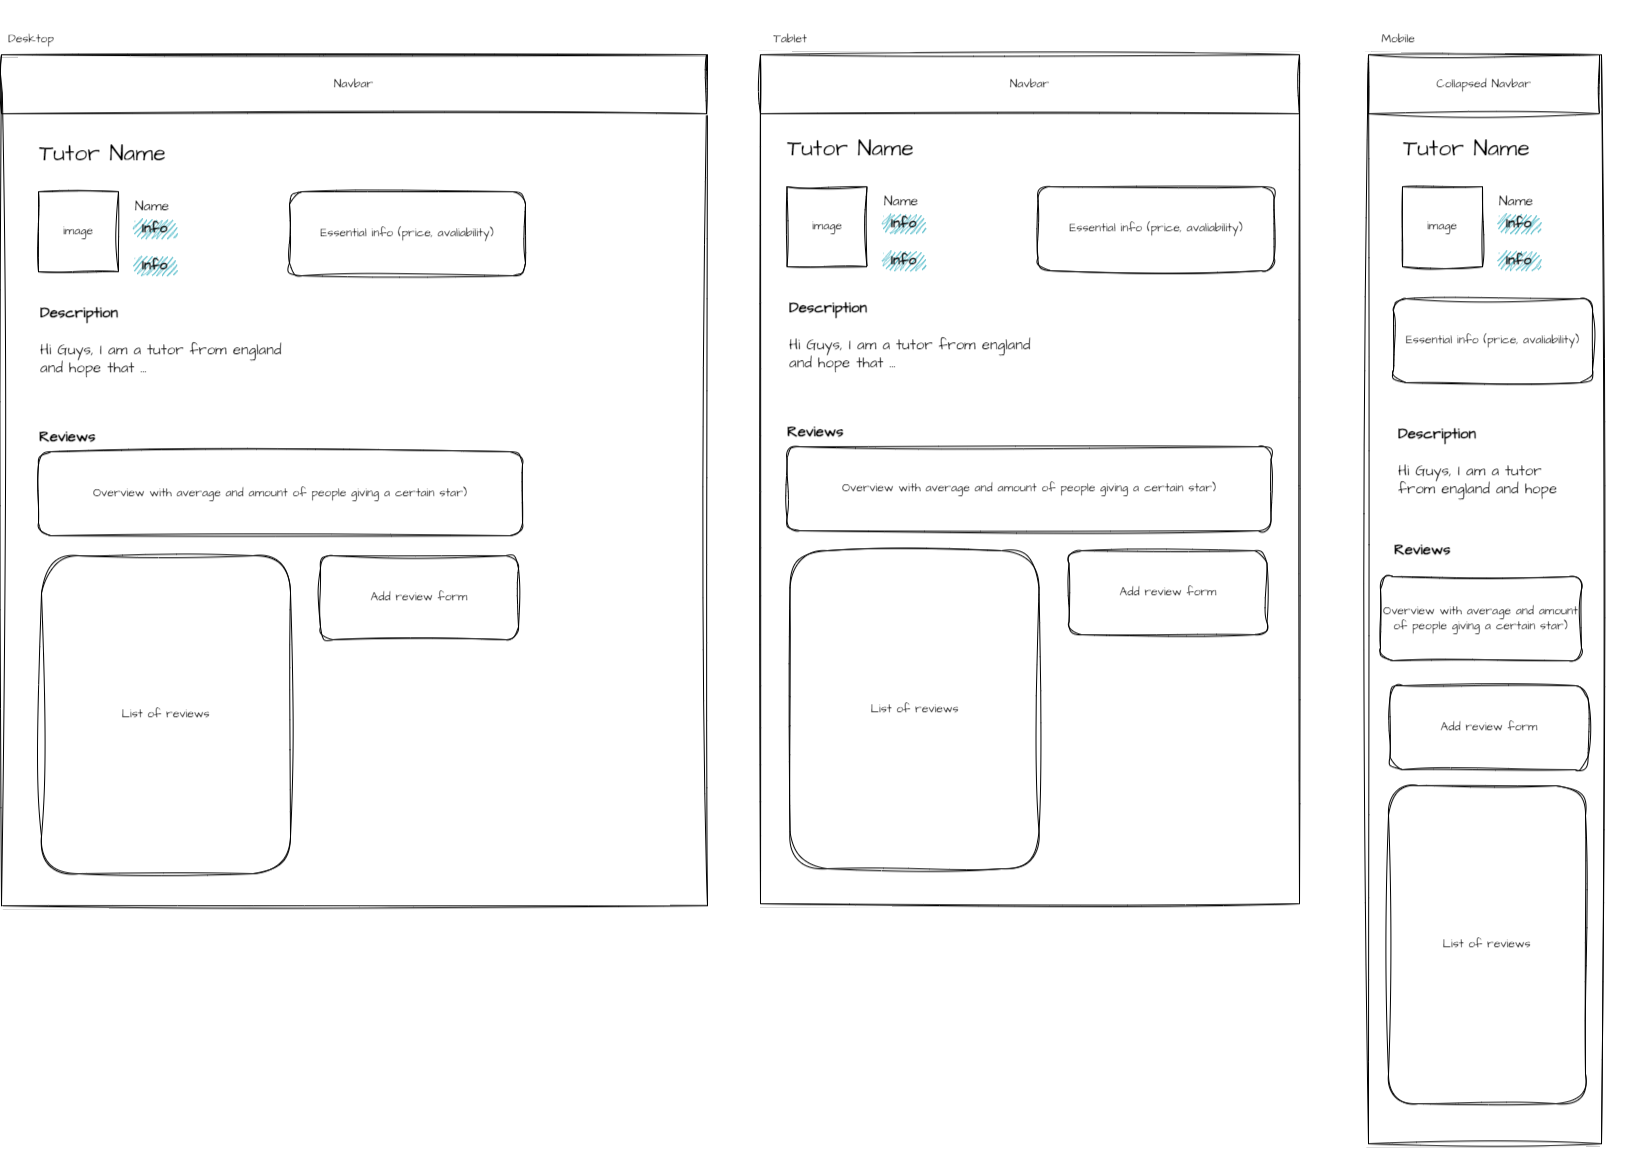 Desktop
Navbar
Tutor Name
image
Name
info
info
Essential info (price, avaliability)
Description
Hi Guys, I am a tutor from england
and hope that ...
Reviews
Overview with average and amount of people giving a certain star)
List of reviews
Add review form
Tablet
Navbar
Tutor Name
image
Name
info
info
Essential info (price, avaliability)
Description
Hi Guys, I am a tutor from england
and hope that ...
Reviews
Overview with average and amount of people giving a certain star)
List of reviews
Add review form
Mobile
Collapsed Navbar
Tutor Name
image
Name
info
info
Essential info (price, avaliability)
Description
Hi Guys, I am a tutor
from england and hope
Reviews
Overview with average and amount
of people giving a certain star)
Add review form
List of reviews